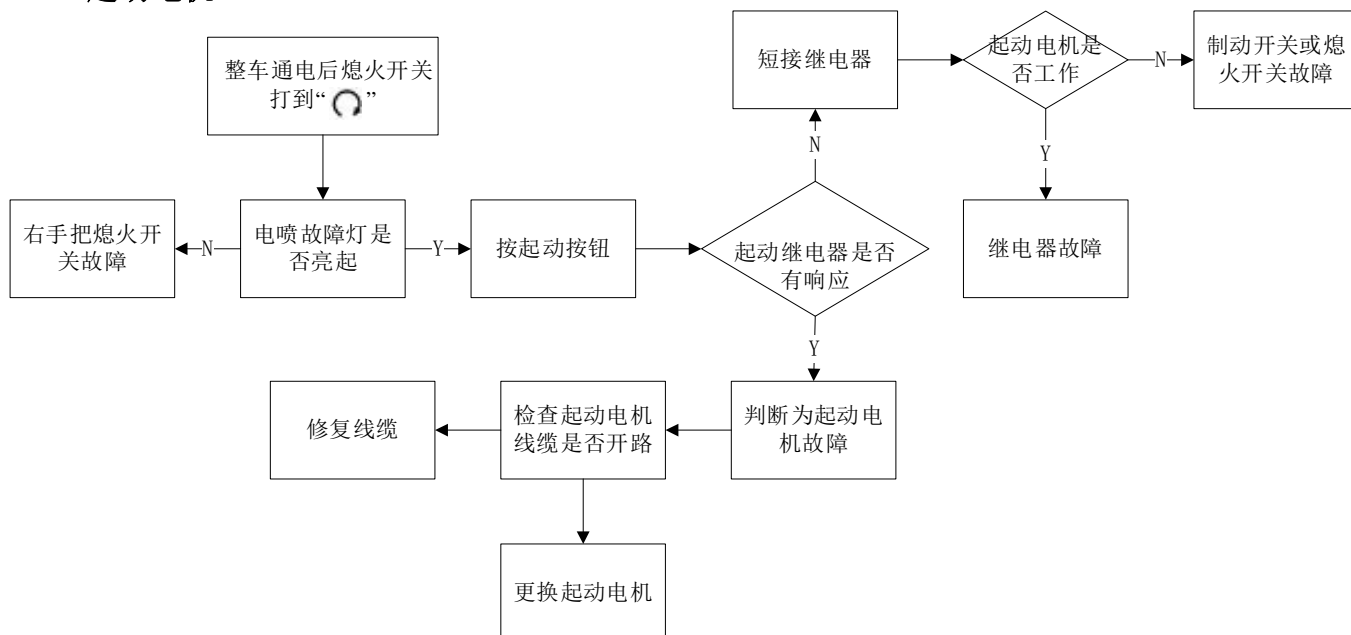 起动电机
整车通电后熄火开关
打到“ ”
电喷故障灯是
否亮起
N
右手把熄火开
关故障
Y
按起动按钮
起动继电器是否
有响应
N
短接继电器
起动电机是
否工作
N
制动开关或熄
火开关故障
Y
继电器故障
Y
判断为起动电
机故障
检查起动电机
线缆是否开路
修复线缆
更换起动电机